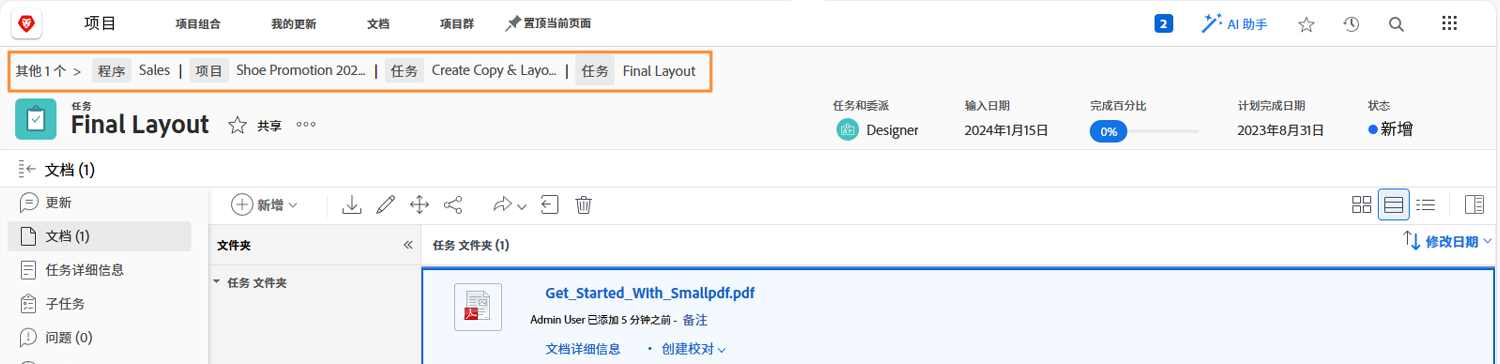 项目 项目组合 我的更新 文档 项目群 置顶当前页面 2 AI 助手
其他 1 个 > 程序 Sales | 项目 Shoe Promotion 202... | 任务 Create Copy & Layo... | 任务 Final Layout
任务
Final Layout 共享
任务和委派 输入日期 完成百分比 计划完成日期 状态
Designer 2024年1月15日 0% 2023年8月31日 新增
文档 (1)
更新
文档 (1)
任务详细信息
子任务
问题 (0)
新增
文件夹
任务 文件夹
任务 文件夹 (1) 修改日期
Get_Started_With_Smallpdf.pdf
Admin User 已添加 5 分钟之前 - 备注
文档详细信息 • 创建校对